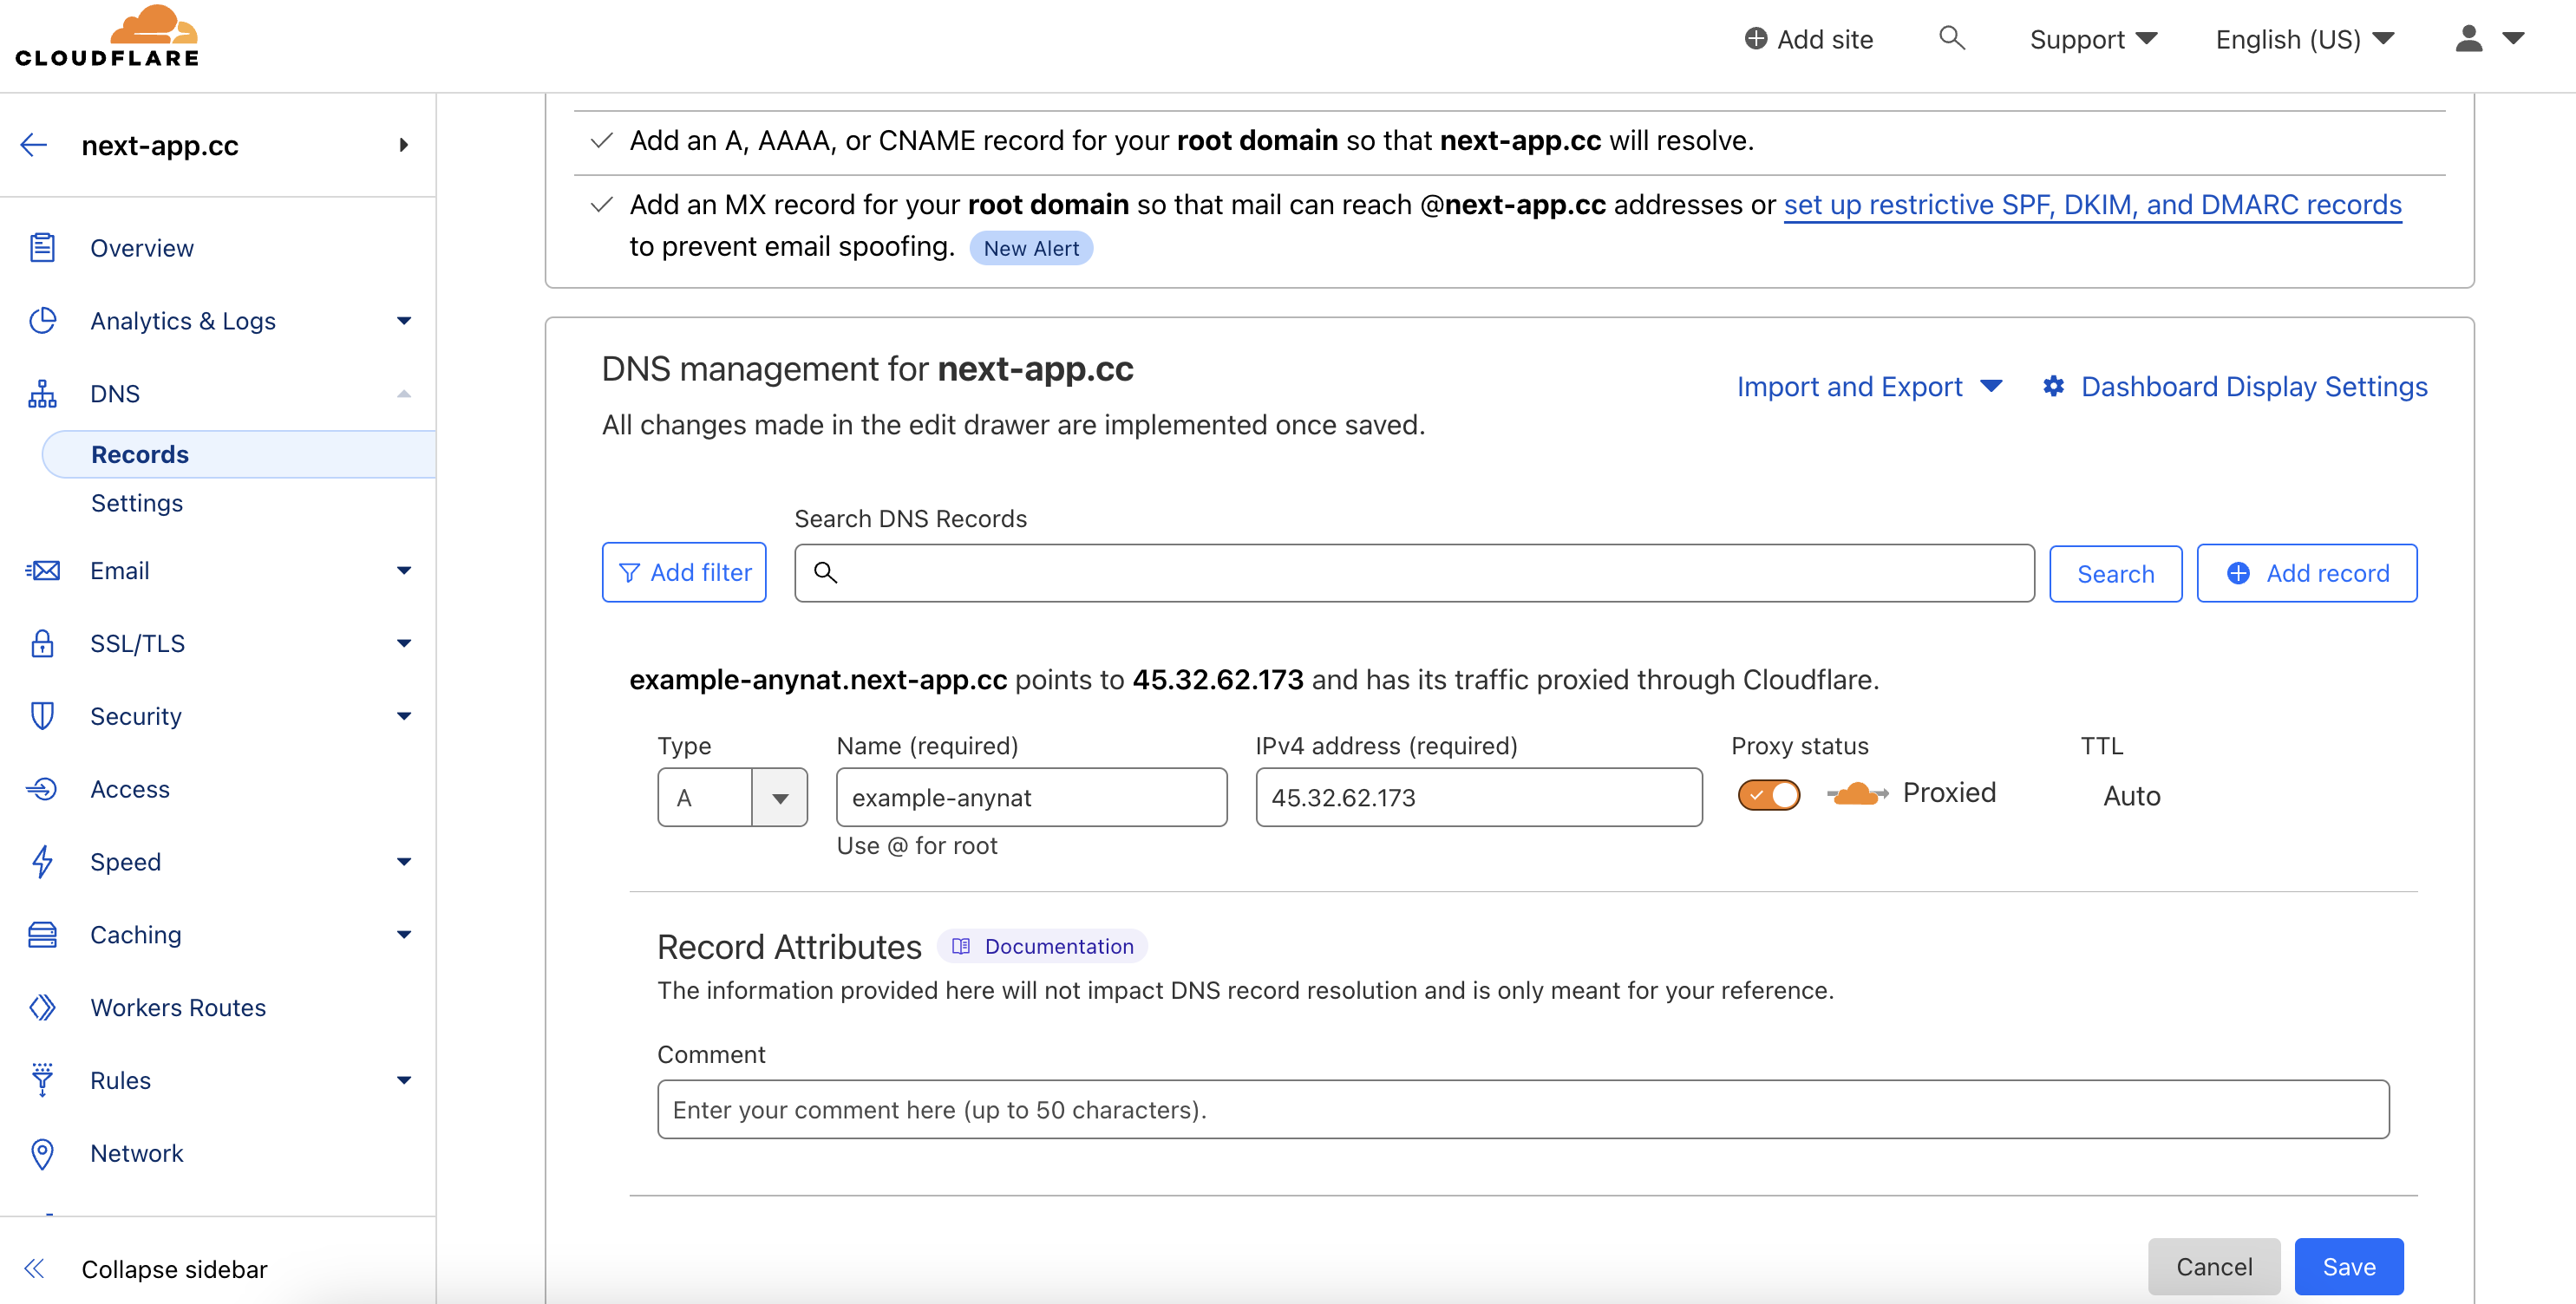 CLOUDFLARE
Add site
Support
English (US)
next-app.cc
Overview
Analytics & Logs
DNS
Records
Settings
Email
SSL/TLS
Security
Access
Speed
Caching
Workers Routes
Rules
Network
Collapse sidebar
Add an A, AAAA, or CNAME record for your root domain so that next-app.cc will resolve.
Add an MX record for your root domain so that mail can reach @next-app.cc addresses or set up restrictive SPF, DKIM, and DMARC records
to prevent email spoofing. New Alert
DNS management for next-app.cc
Import and Export
Dashboard Display Settings
All changes made in the edit drawer are implemented once saved.
Search DNS Records
Add filter
Search
Add record
example-anynat.next-app.cc points to 45.32.62.173 and has its traffic proxied through Cloudflare.
Type
Name (required)
IPv4 address (required)
Proxy status
TTL
A
example-anynat
45.32.62.173
Proxied
Auto
Use @ for root
Record Attributes
Documentation
The information provided here will not impact DNS record resolution and is only meant for your reference.
Comment
Enter your comment here (up to 50 characters).
Cancel
Save